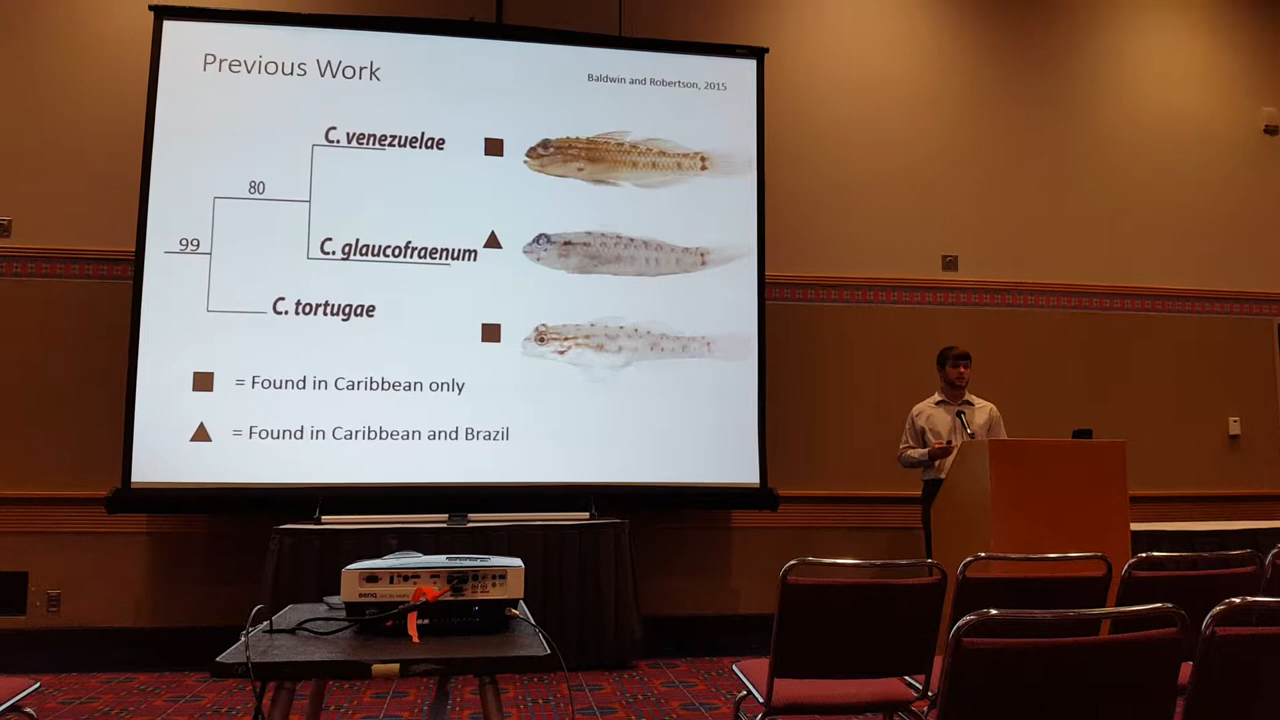 Previous Work
Baldwin and Robertson, 2015
C. venezuelae
80
99
C. glaucofraenum
C. tortugae
= Found in Caribbean only
= Found in Caribbean and Brazil
BenQ